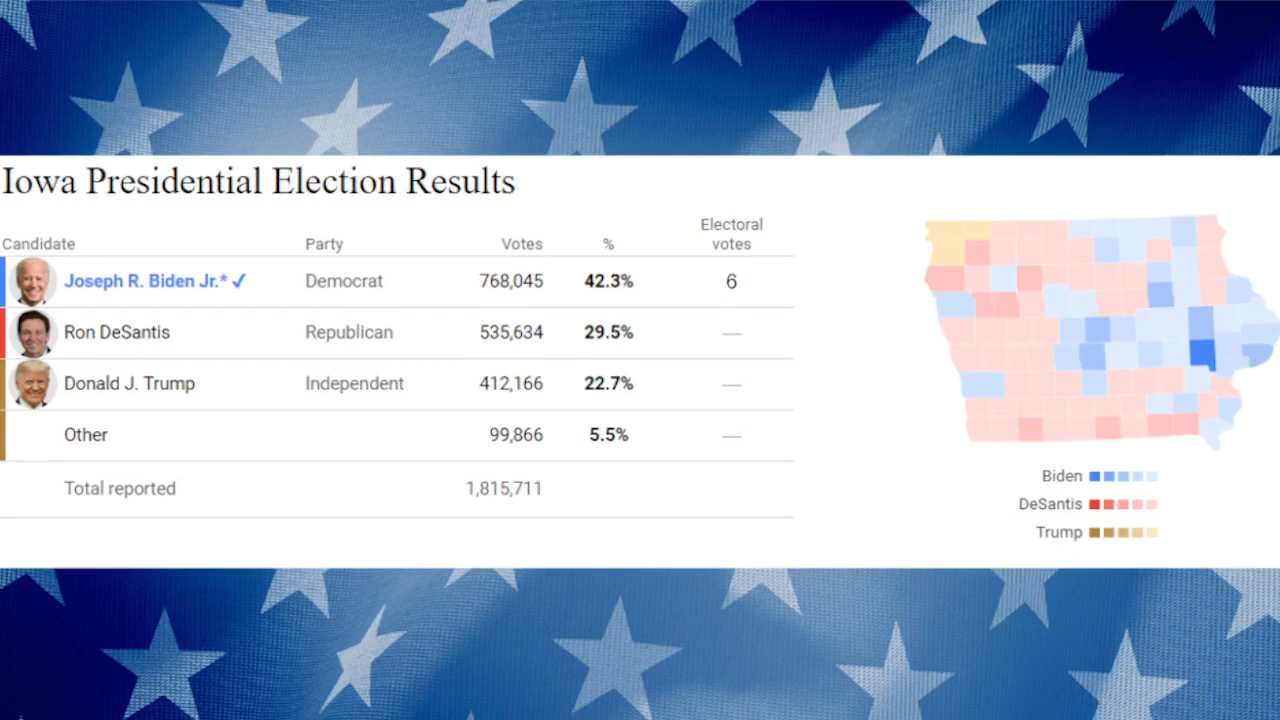 Iowa Presidential Election Results
Candidate Party Votes % Electoral votes
Joseph R. Biden Jr.* ✓ Democrat 768,045 42.3% 6
Ron DeSantis Republican 535,634 29.5% —
Donald J. Trump Independent 412,166 22.7% —
Other 99,866 5.5% —
Total reported 1,815,711
Biden
DeSantis
Trump